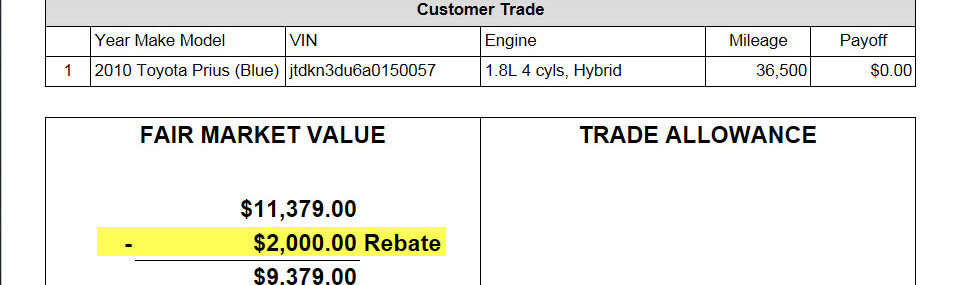 Customer Trade
Year Make Model VIN Engine Mileage Payoff
1 2010 Toyota Prius (Blue) jtdkn3du6a0150057 1.8L 4 cyls, Hybrid 36,500 $0.00
FAIR MARKET VALUE TRADE ALLOWANCE
$11,379.00
- $2,000.00 Rebate
$9,379.00